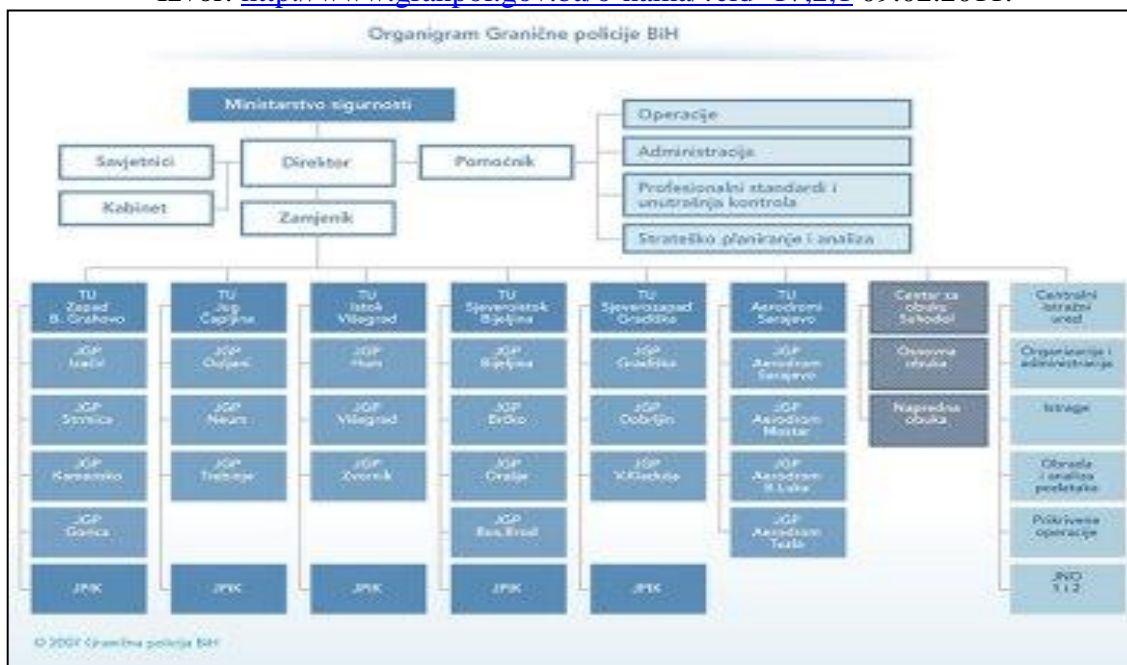 Organigram Granične policije BiH
Ministarstvo sigurnosti
Savjetnici
Direktor
Pomoćnik
Kabinet
Zamjenik
Operacije
Administracija
Profesionalni standardi i
unutrašnja kontrola
Strateško planiranje i analiza
TU
Zapad
B. Grahovo
JGP
Izačić
JGP
Strmica
JGP
Kamensko
JGP
Gorica
JPIK
TU
Jug
Čapljina
JGP
JGP
Neum
JGP
Trebinje
JPIK
TU
Istok
Višegrad
JGP
Hum
JGP
Višegrad
JGP
Zvornik
JPIK
TU
Sjeveroistok
Bijeljina
JGP
Bijeljina
JGP
Brčko
JGP
Orašje
JGP
Bos.Brod
JPIK
TU
Sjeverozapad
Gradiška
JGP
Gradiška
JGP
Dobrljin
JGP
V.Kladuša
JPIK
TU
Aerodromi
Sarajevo
JGP
Aerodrom
Sarajevo
JGP
Aerodrom
Mostar
JGP
Aerodrom
B.Luka
JGP
Aerodrom
Tuzla
Centar za
obuku
Suhodol
Osnovna
obuka
Napredna
obuka
Centralni
istražni
ured
Organizacija i
administracija
Istrage
Obrada
i analiza
podataka
Prikrivene
operacije
JNO
1 i 2
© 2007 Granična policija BiH